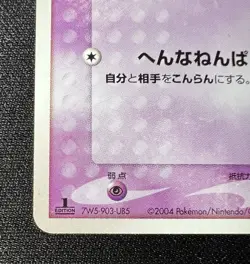 へんなねんぱ
自分と相手をこんらんにする。
弱点
抵抗力
1
EDITION
7W5-903-UB5
©2004 Pokémon/Nintendo/